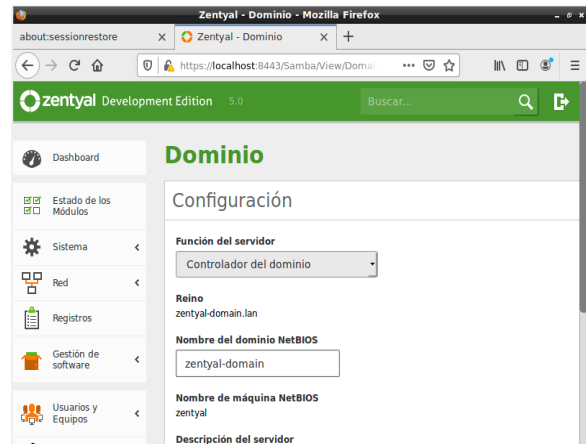 Zentyal - Dominio - Mozilla Firefox
about:sessionrestore
Zentyal - Dominio
https://localhost:8443/Samba/View/Domai
zentyal Development Edition 5.0
Buscar...
Dashboard
Dominio
Estado de los
Módulos
Configuración
Sistema
Función del servidor
Controlador del dominio
Red
Reino
zentyal-domain.lan
Registros
Nombre del dominio NetBIOS
Gestión de
software
zentyal-domain
Usuarios y
Equipos
Nombre de máquina NetBIOS
zentyal
Descripción del servidor